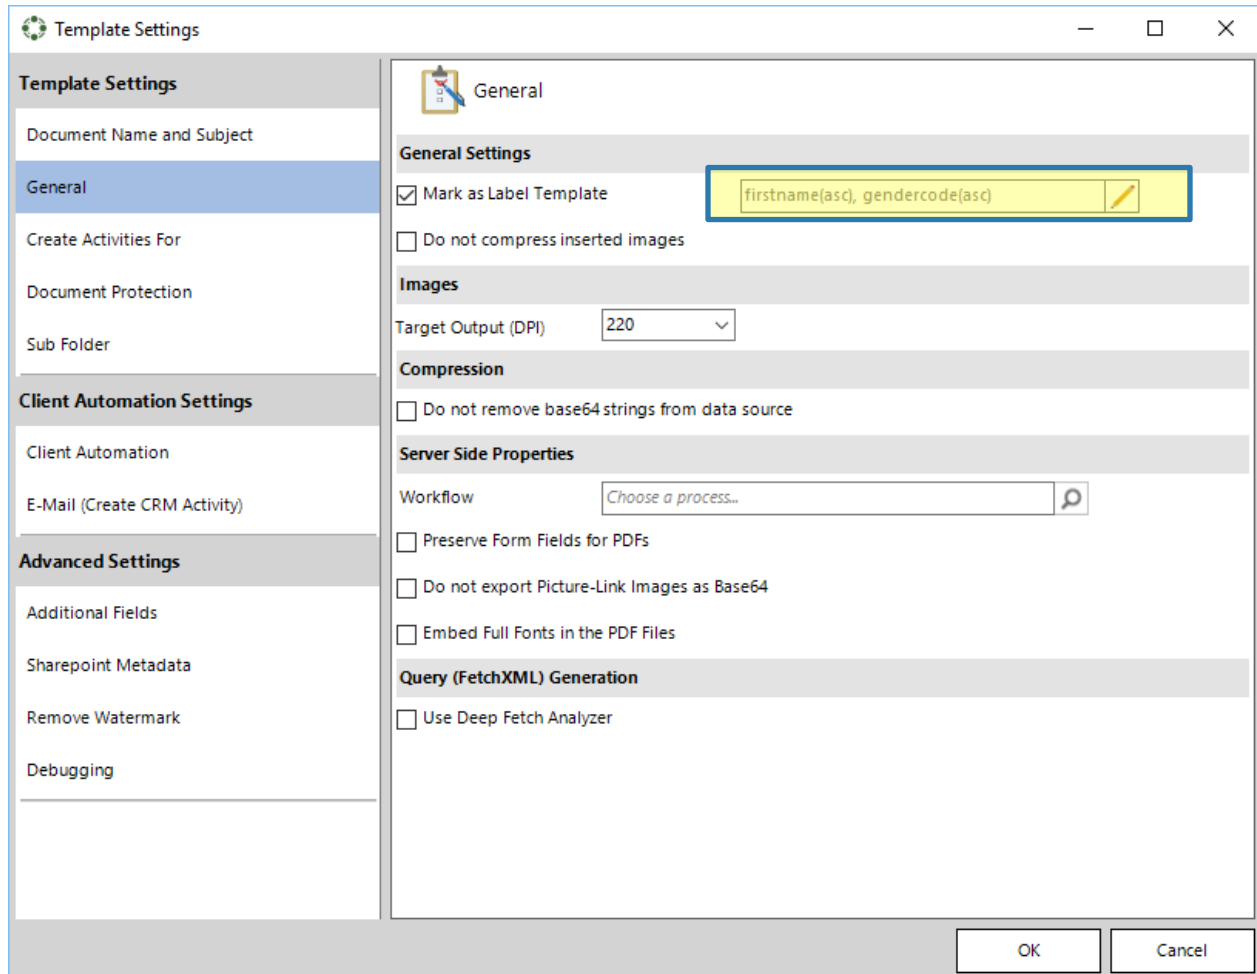 Template Settings
Template Settings
Document Name and Subject
General
Create Activities For
Document Protection
Sub Folder
Client Automation Settings
Client Automation
E-Mail (Create CRM Activity)
Advanced Settings
Additional Fields
Sharepoint Metadata
Remove Watermark
Debugging
General
General Settings
Mark as Label Template
firstname(asc), gendercode(asc)
Do not compress inserted images
Images
Target Output (DPI)
220
Compression
Do not remove base64 strings from data source
Server Side Properties
Workflow
Choose a process...
Preserve Form Fields for PDFs
Do not export Picture-Link Images as Base64
Embed Full Fonts in the PDF Files
Query (FetchXML) Generation
Use Deep Fetch Analyzer
OK
Cancel